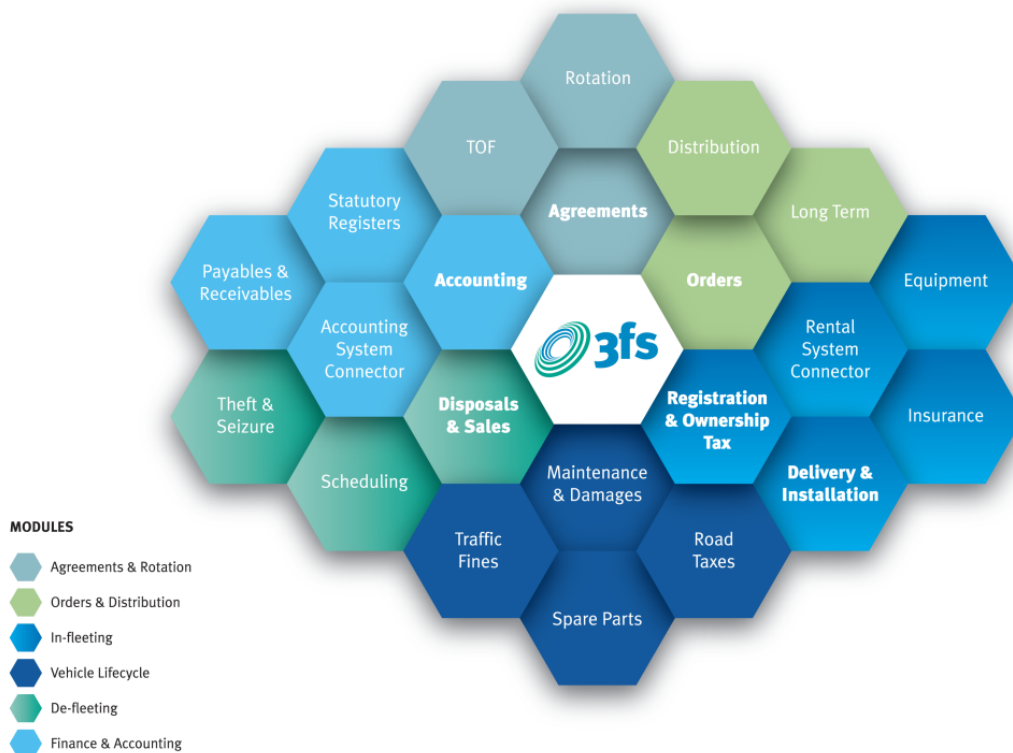 Rotation
TOF
Distribution
Statutory
Registers
Agreements
Long Term
Payables &
Receivables
Accounting
Orders
Equipment
Accounting
System
Connector
3fs
Rental
System
Connector
Theft &
Seizure
Disposals
& Sales
Registration
& Ownership
Tax
Insurance
Scheduling
Maintenance
& Damages
Delivery &
Installation
Traffic
Fines
Road
Taxes
Spare Parts
MODULES
Agreements & Rotation
Orders & Distribution
In-fleeting
Vehicle Lifecycle
De-fleeting
Finance & Accounting